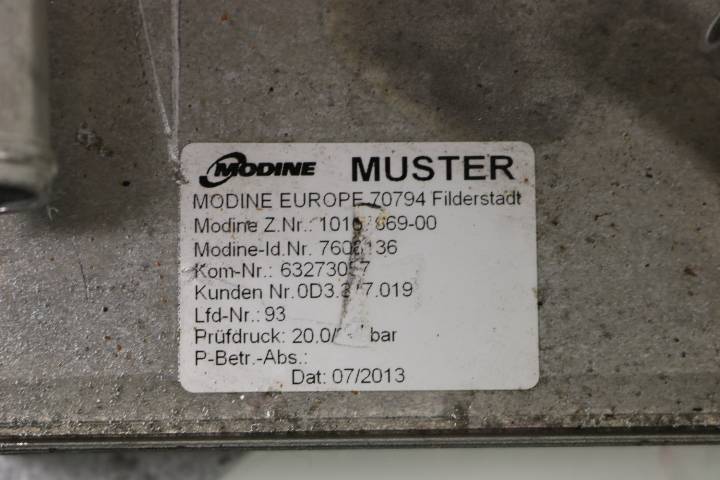 MODINE MUSTER
MODINE EUROPE 70794 Filderstadt
Modine Z.Nr.:
Modine-Id.Nr.
Kom-Nr.:
Kunden Nr.
Lfd-Nr.: 93
Prüfdruck: bar
P-Betr.-Abs.:
Dat: 07/2013